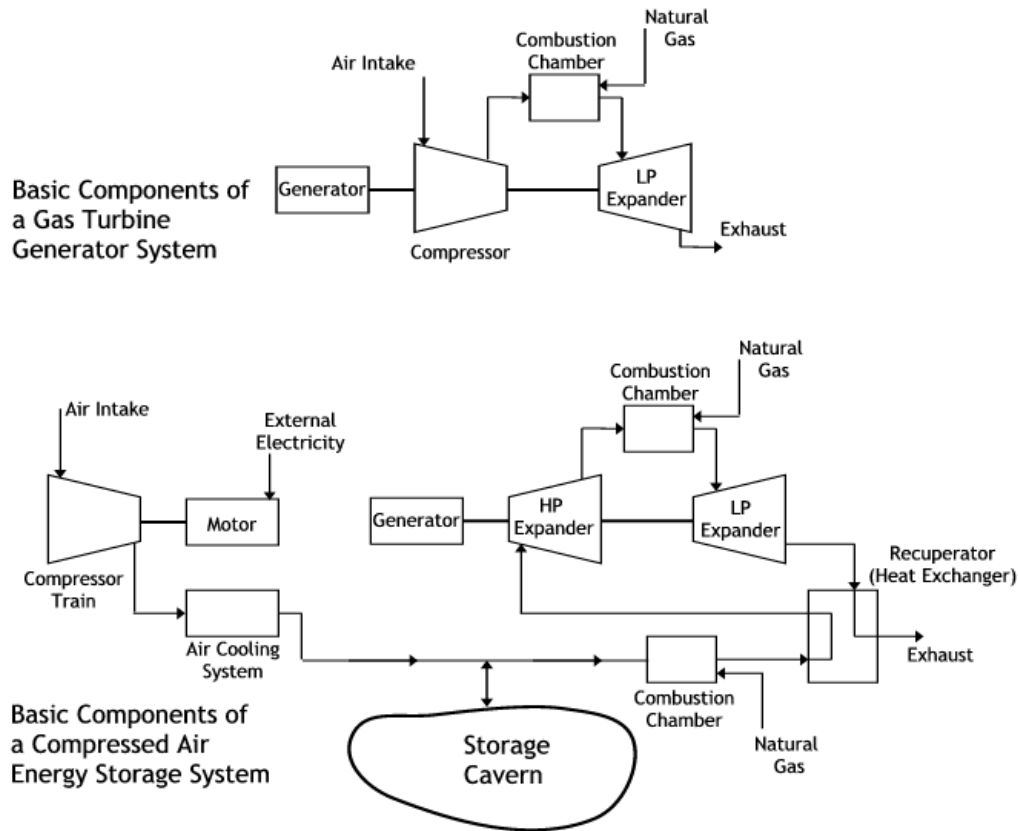 Natural
Gas
Combustion
Chamber
Air Intake
Generator
LP
Expander
Compressor
Exhaust
Basic Components of
a Gas Turbine
Generator System
Natural
Gas
Combustion
Chamber
Air Intake
External
Electricity
Motor
Generator
HP
Expander
LP
Expander
Compressor
Train
Recuperator
(Heat Exchanger)
Air Cooling
System
Exhaust
Combustion
Chamber
Natural
Gas
Storage
Cavern
Basic Components of
a Compressed Air
Energy Storage System